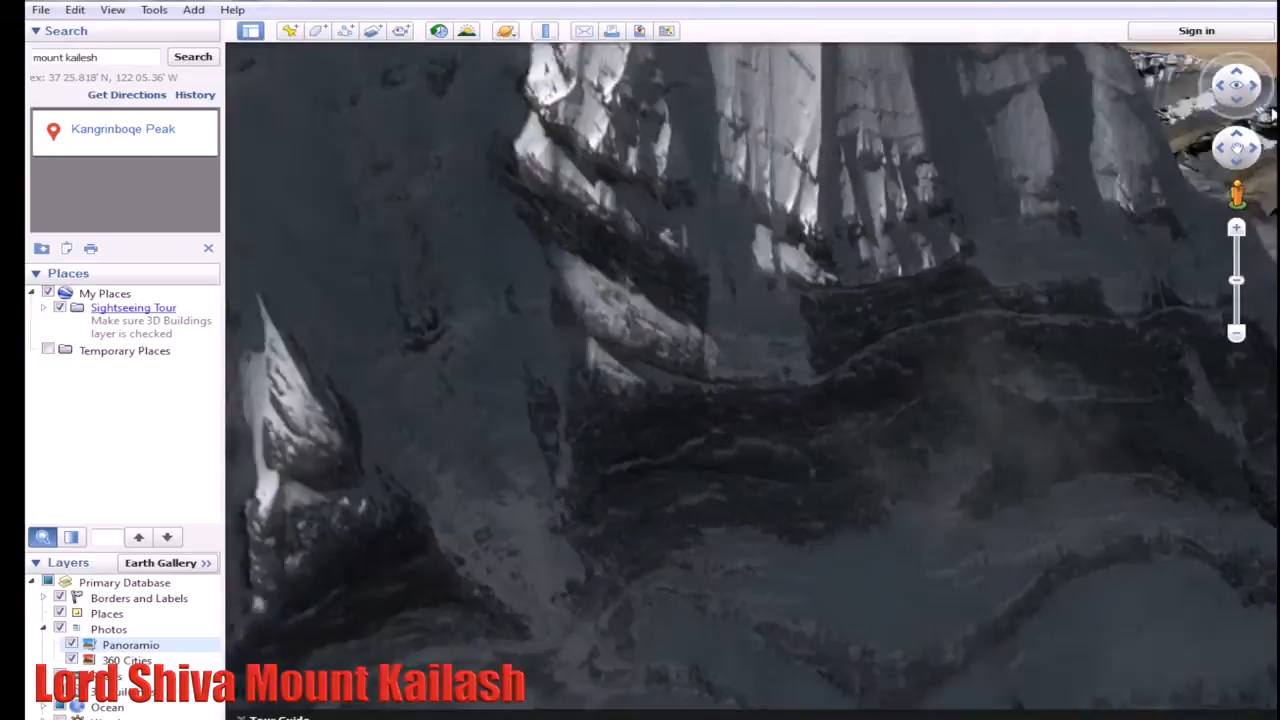 File Edit View Tools Add Help
Search
Sign in
mount kailesh
Search
ex: 37 25.818' N, 122 05.36' W
Get Directions History
Kangrinboqe Peak
Places
My Places
Sightseeing Tour
Make sure 3D Buildings
layer is checked
Temporary Places
Layers
Earth Gallery >>
Primary Database
Borders and Labels
Places
Photos
Panoramio
360 Cities
Lord Shiva Mount Kailash
Ocean
Tour Guide